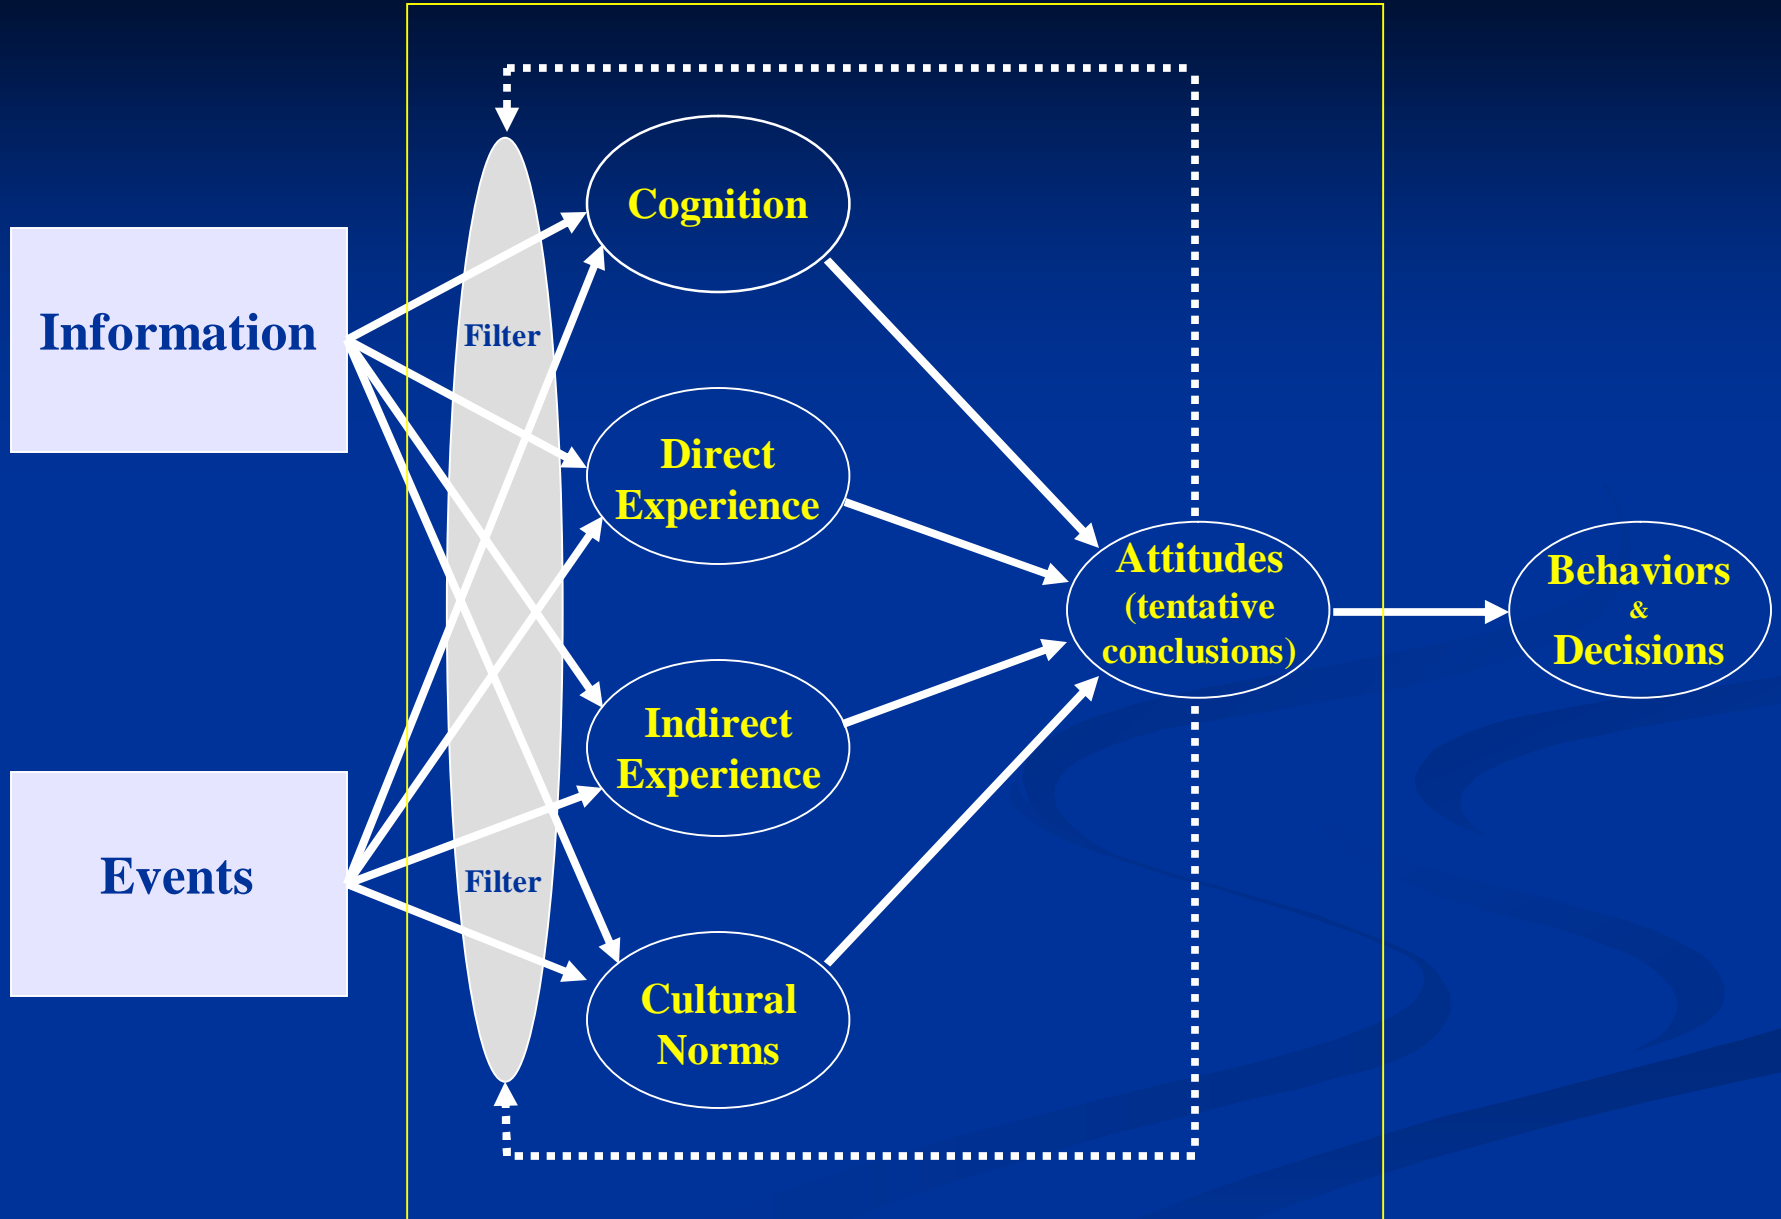 Cognition
Information
Filter
Direct
Experience
Attitudes
(tentative
conclusions)
Behaviors
&
Decisions
Indirect
Experience
Events
Filter
Cultural
Norms